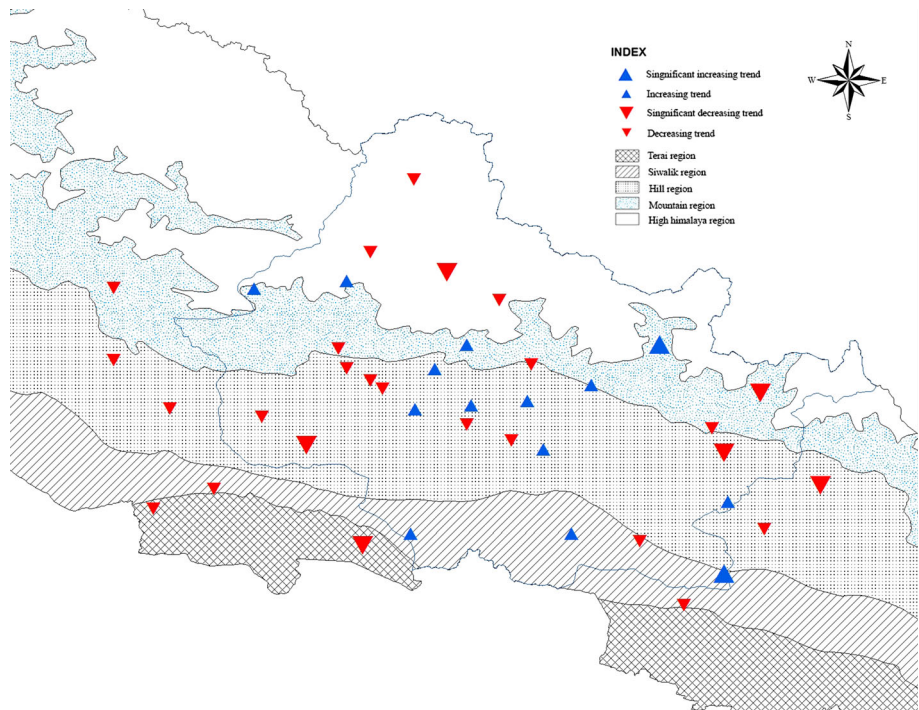 INDEX
Singnificant increasing trend
Increasing trend
Singnificant decreasing trend
Decreasing trend
Terai region
Siwalik region
Hill region
Mountain region
High himalaya region
N
W E
S